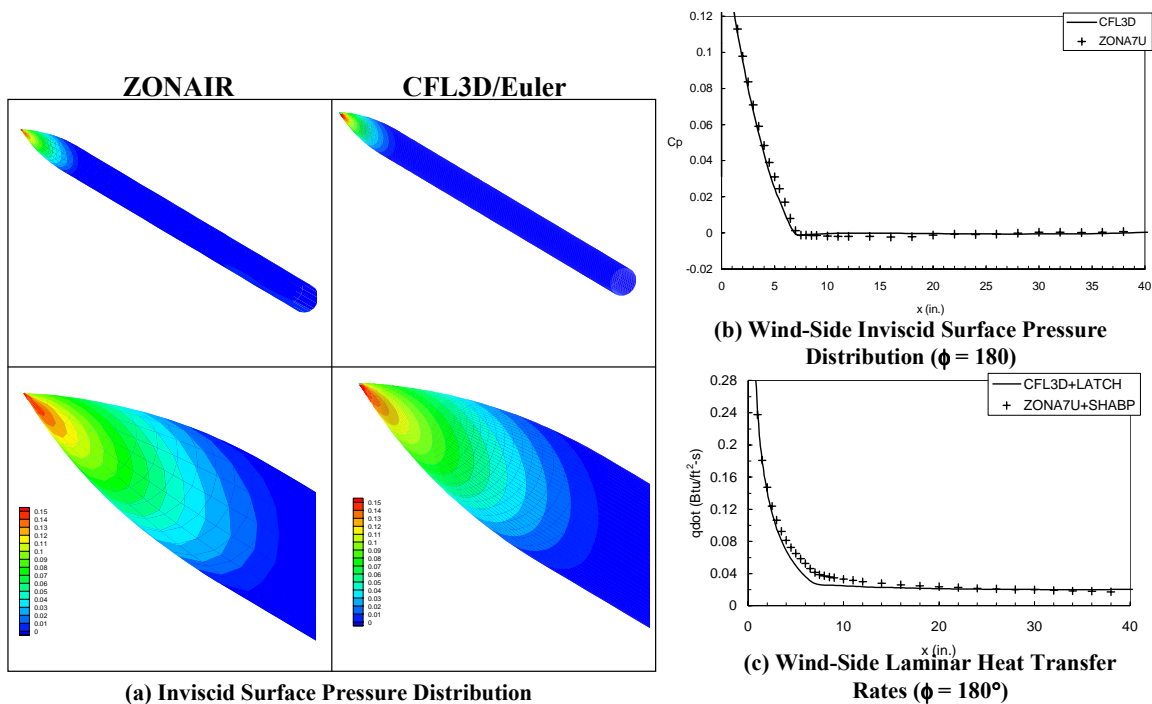 ZONAIR
CFL3D/Euler
0.15
0.14
0.13
0.12
0.11
0.1
0.09
0.08
0.07
0.06
0.05
0.04
0.03
0.02
0.01
0
0.15
0.14
0.13
0.12
0.11
0.1
0.09
0.08
0.07
0.06
0.05
0.04
0.03
0.02
0.01
0
(a) Inviscid Surface Pressure Distribution
CFL3D
ZONA7U
0.12
0.1
0.08
0.06
0.04
0.02
0
-0.02
Cp
0 5 10 15 20 25 30 35 40
x (in.)
(b) Wind-Side Inviscid Surface Pressure
Distribution (ϕ = 180)
CFL3D+LATCH
ZONA7U+SHABP
0.28
0.24
0.2
0.16
0.12
0.08
0.04
0
qdot (Btu/ft²-s)
0 10 20 30 40
x (in.)
(c) Wind-Side Laminar Heat Transfer
Rates (ϕ = 180°)